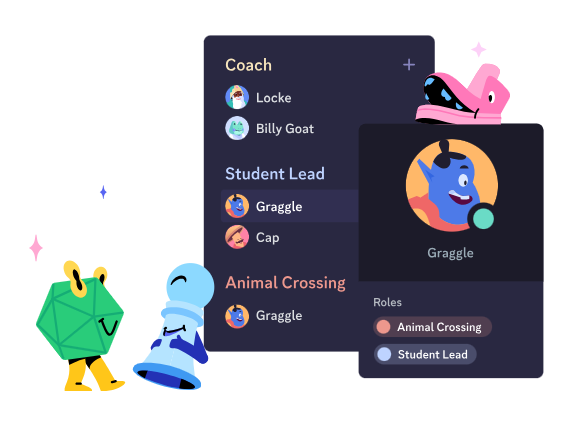 Coach
Locke
Billy Goat
Student Lead
Graggle
Cap
Animal Crossing
Graggle
Graggle
Roles
Animal Crossing
Student Lead